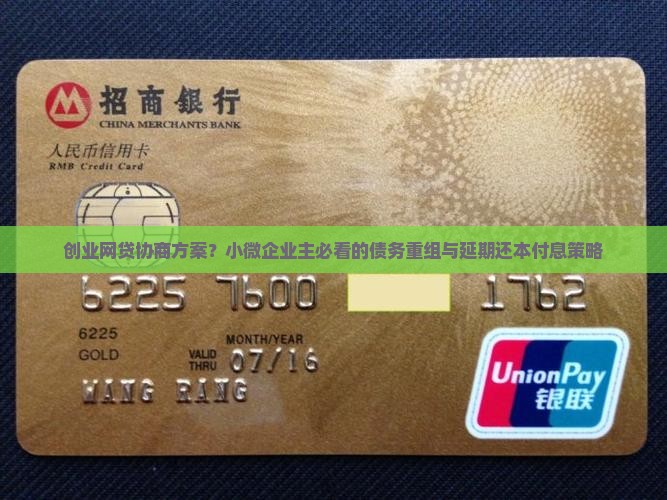 招商银行
CHINA MERCHANTS BANK
人民币信用卡
RMB Credit Card
创业网贷协商方案？小微企业主必看的债务重组与延期还本付息策略
6225 7600 1762
6225
MONTH/YEAR
GOLD VALID THRU 07/16
WANG RANG
UnionPay
银联